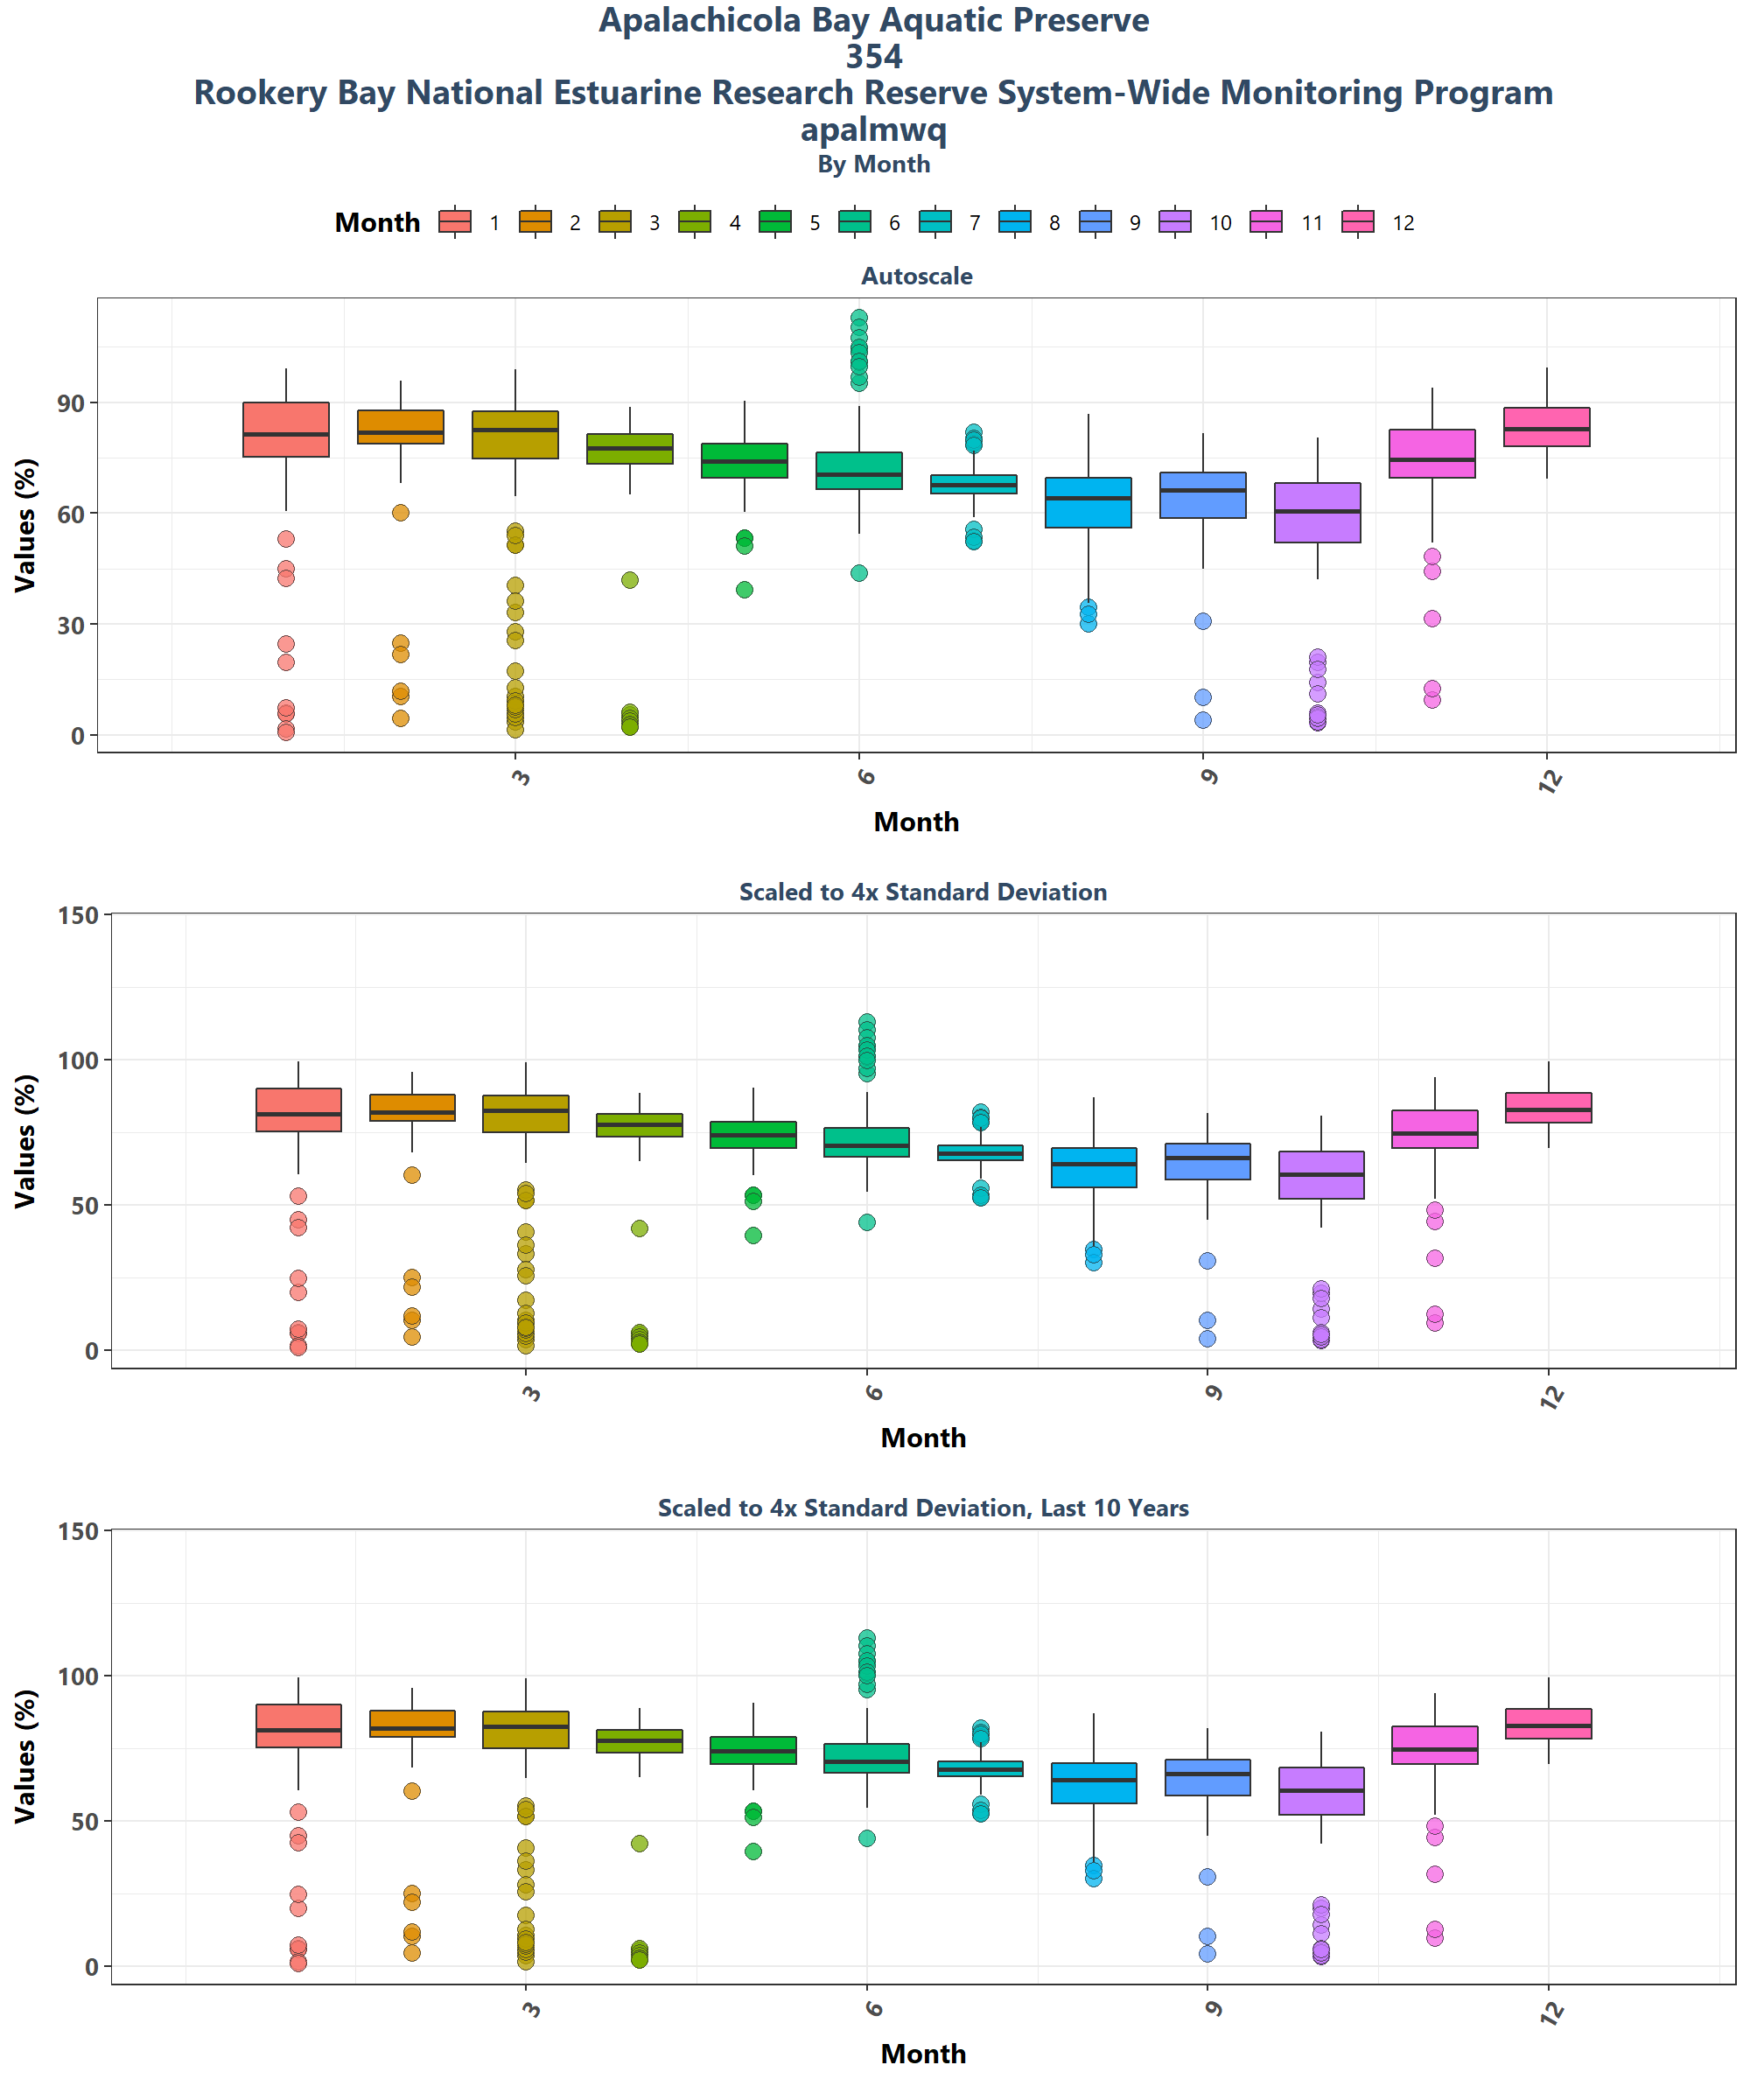 Apalachicola Bay Aquatic Preserve
354
Rookery Bay National Estuarine Research Reserve System-Wide Monitoring Program
apalmwq
By Month
Month 1 2 3 4 5 6 7 8 9 10 11 12
Autoscale
Values (%)
90
60
30
0
3 6 9 12
Month
Scaled to 4x Standard Deviation
Values (%)
150
100
50
0
3 6 9 12
Month
Scaled to 4x Standard Deviation, Last 10 Years
Values (%)
150
100
50
0
3 6 9 12
Month